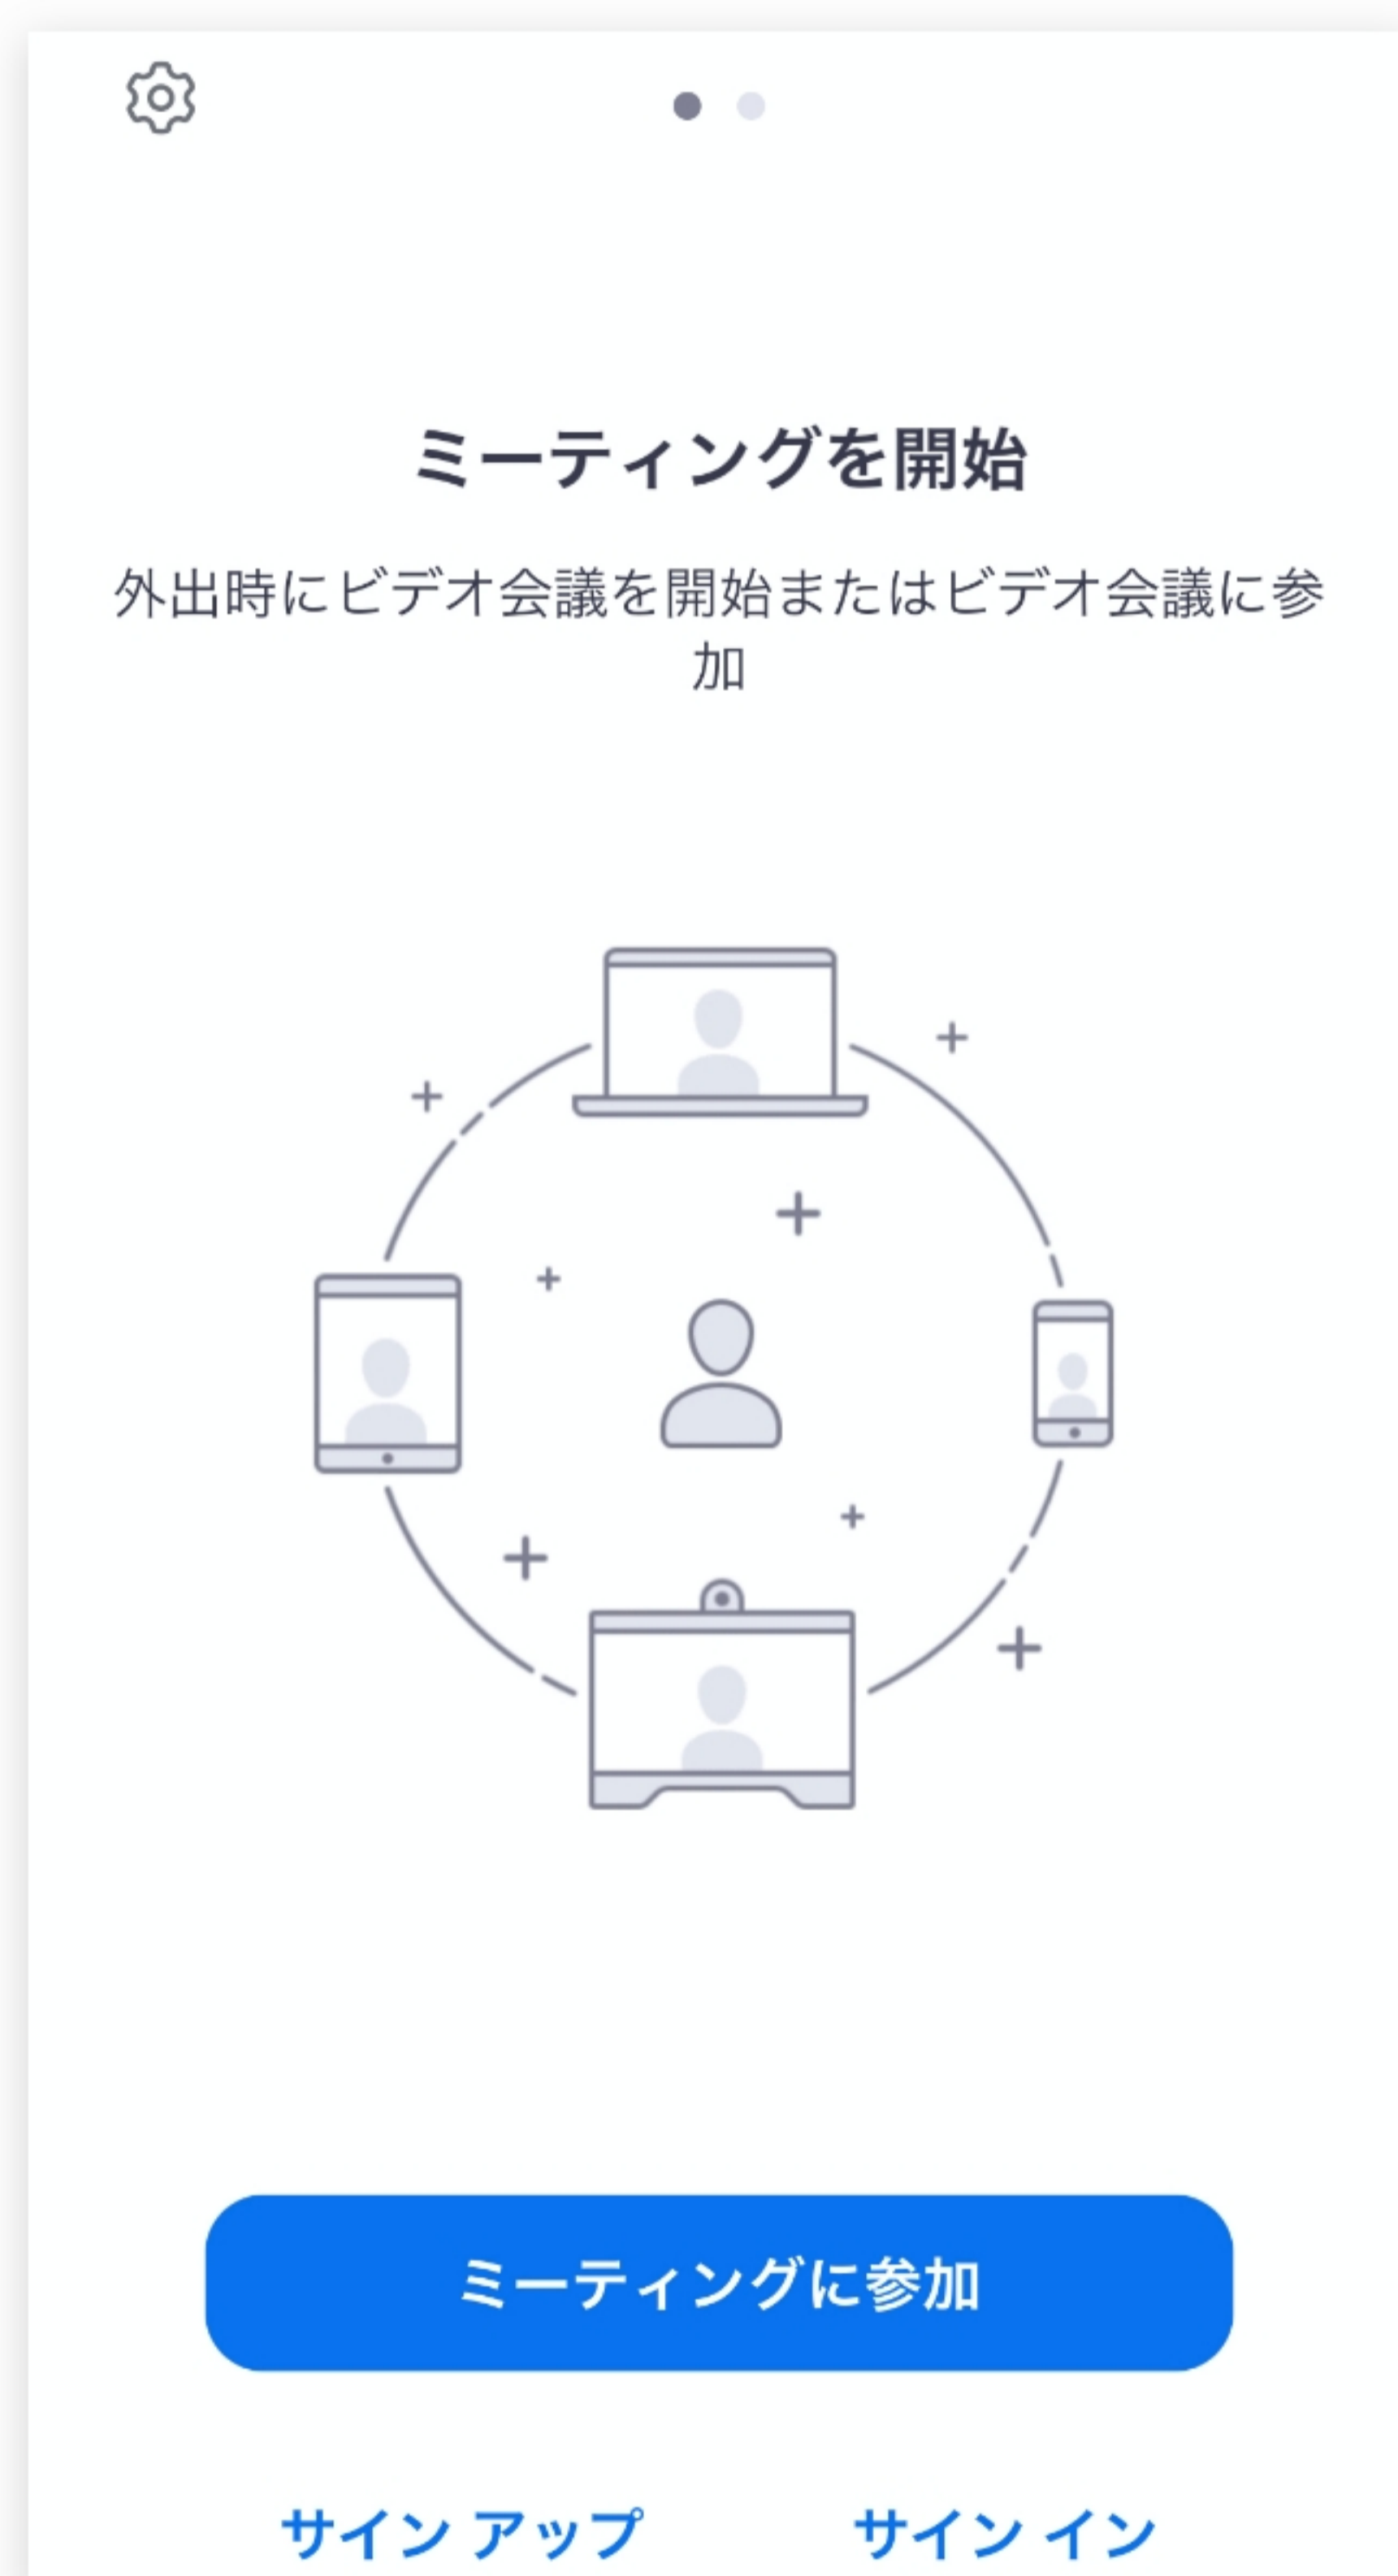 ミーティングを開始
外出時にビデオ会議を開始またはビデオ会議に参
加
ミーティングに参加
サイン アップ サイン イン